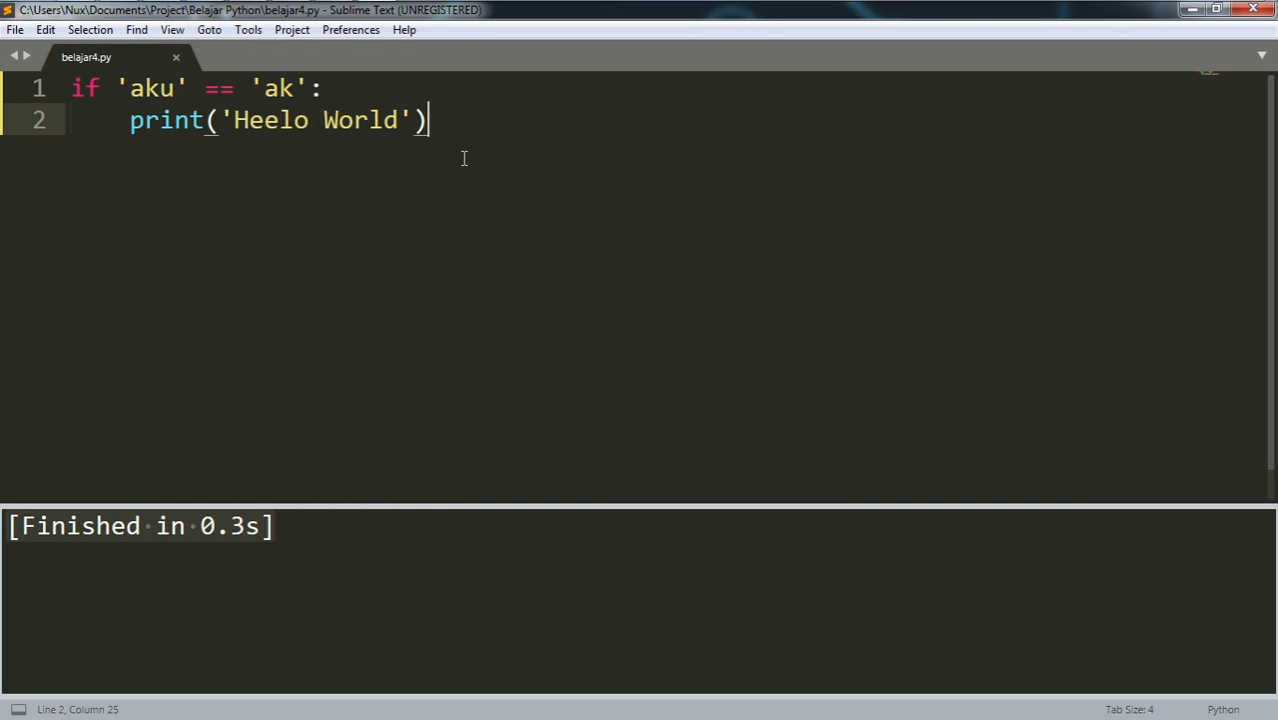 C:\Users\Nux\Documents\Project\Belajar Python\belajar4.py - Sublime Text (UNREGISTERED)
File Edit Selection Find View Goto Tools Project Preferences Help
belajar4.py
1 if 'aku' == 'ak':
2 print('Heelo World')
[Finished in 0.3s]
Line 2, Column 25 Tab Size: 4 Python